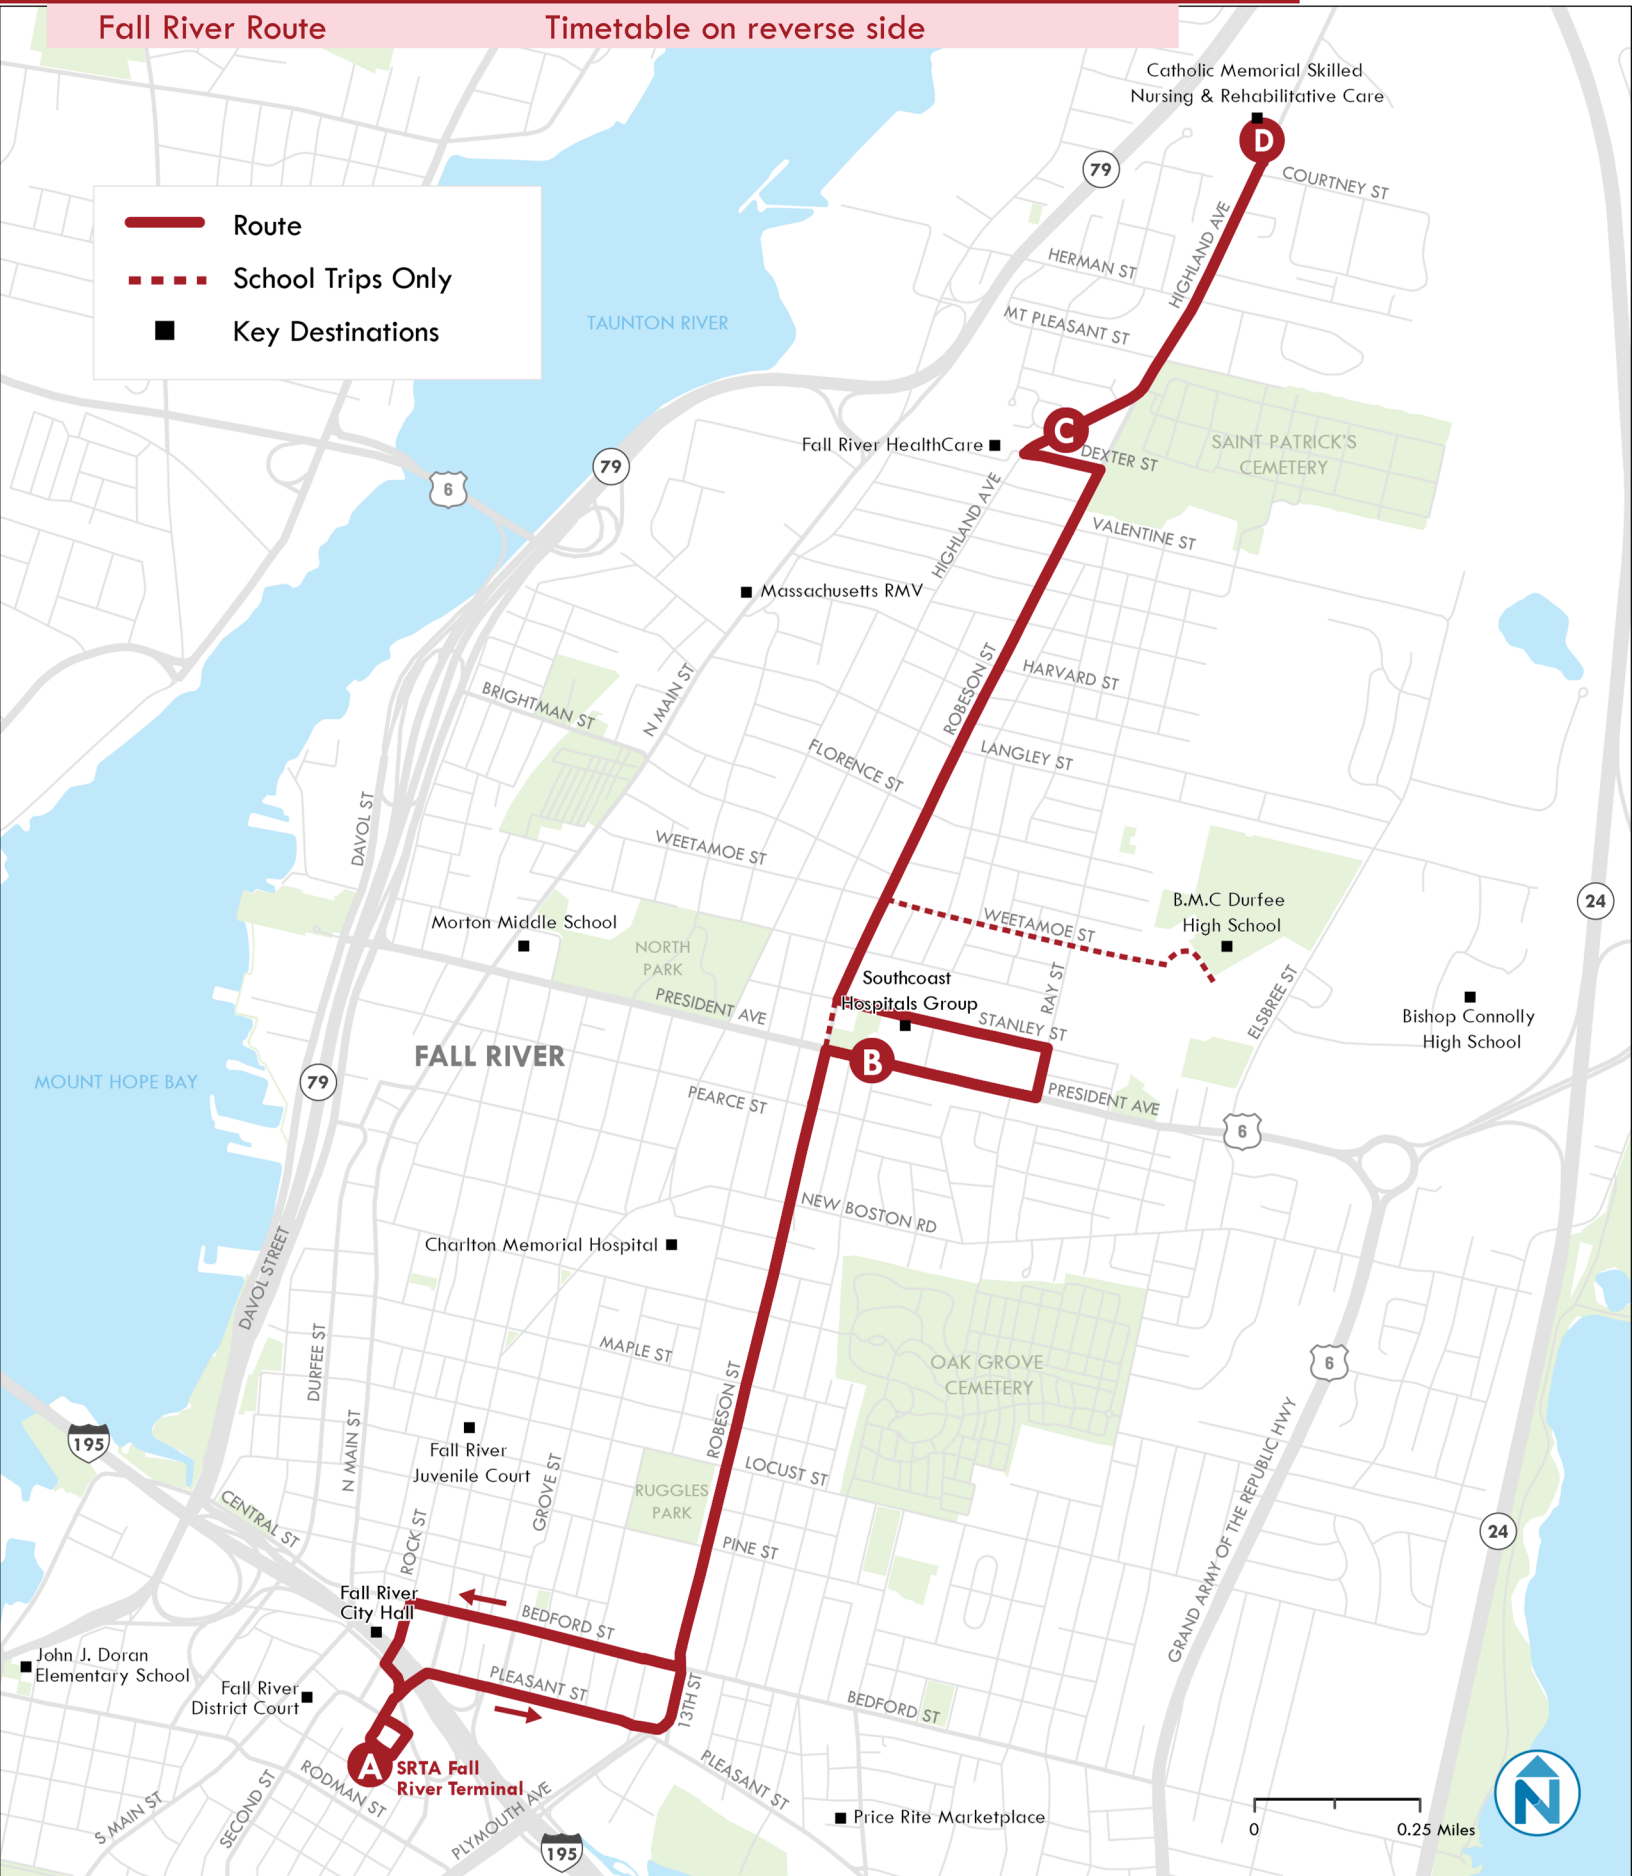 Fall River Route
Timetable on reverse side
Catholic Memorial Skilled
Nursing & Rehabilitative Care
D
79
COURTNEY ST
Route
School Trips Only
Key Destinations
HIGHLAND AVE
HERMAN ST
TAUNTON RIVER
MT PLEASANT ST
C
Fall River HealthCare
DEXTER ST
SAINT PATRICK'S
CEMETERY
79
6
HIGHLAND AVE
VALENTINE ST
Massachusetts RMV
ROBESON ST
HARVARD ST
BRIGHTMAN ST
N MAIN ST
FLORENCE ST
LANGLEY ST
DAVOL ST
WEETAMOE ST
B.M.C Durfee
High School
24
Morton Middle School
WEETAMOE ST
NORTH
PARK
Southcoast
Hospitals Group
RAY ST
ELSBREE ST
PRESIDENT AVE
STANLEY ST
Bishop Connolly
High School
FALL RIVER
B
MOUNT HOPE BAY
79
PEARCE ST
PRESIDENT AVE
6
NEW BOSTON RD
Charlton Memorial Hospital
DAVOL STREET
MAPLE ST
DURFEE ST
OAK GROVE
CEMETERY
6
ROBESON ST
195
N MAIN ST
Fall River
Juvenile Court
GROVE ST
LOCUST ST
RUGGLES
PARK
GRAND ARMY OF THE REPUBLIC HWY
CENTRAL ST
ROCK ST
PINE ST
24
Fall River
City Hall
BEDFORD ST
John J. Doran
Elementary School
PLEASANT ST
Fall River
District Court
13TH ST
BEDFORD ST
A
SRTA Fall
River Terminal
RODMAN ST
PLEASANT ST
S MAIN ST
SECOND ST
PLYMOUTH AVE
Price Rite Marketplace
195
0
0.25 Miles
N